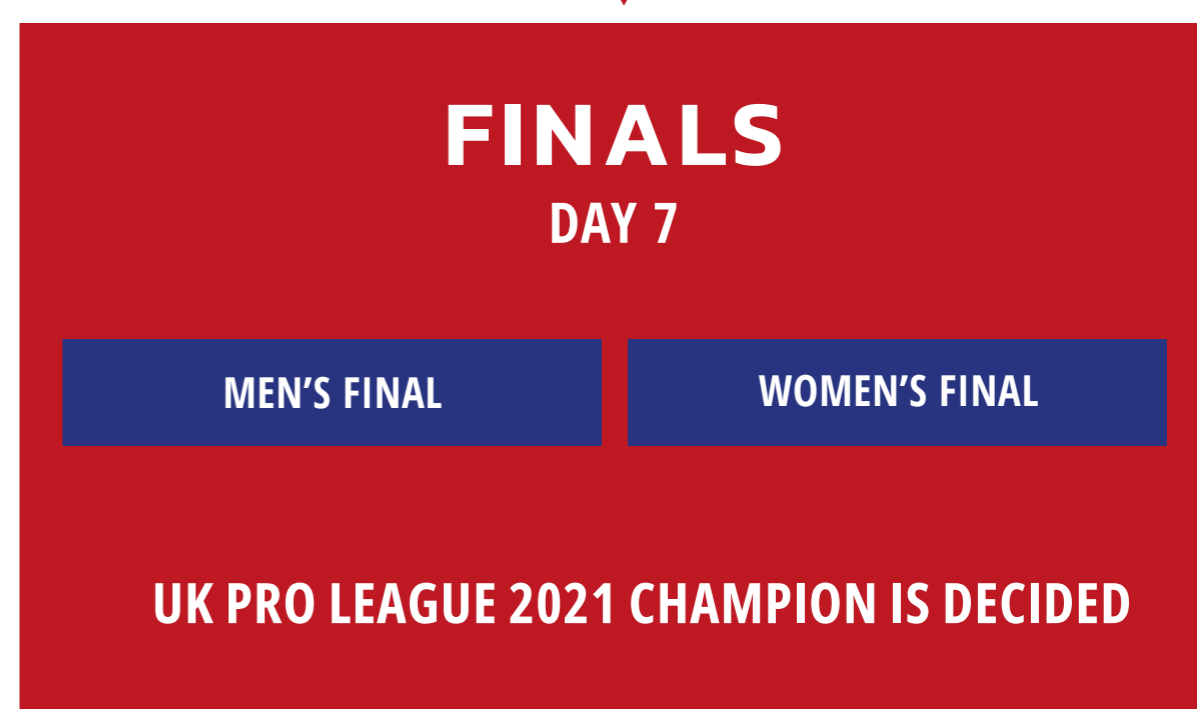 FINALS
DAY 7
MEN’S FINAL
WOMEN’S FINAL
UK PRO LEAGUE 2021 CHAMPION IS DECIDED